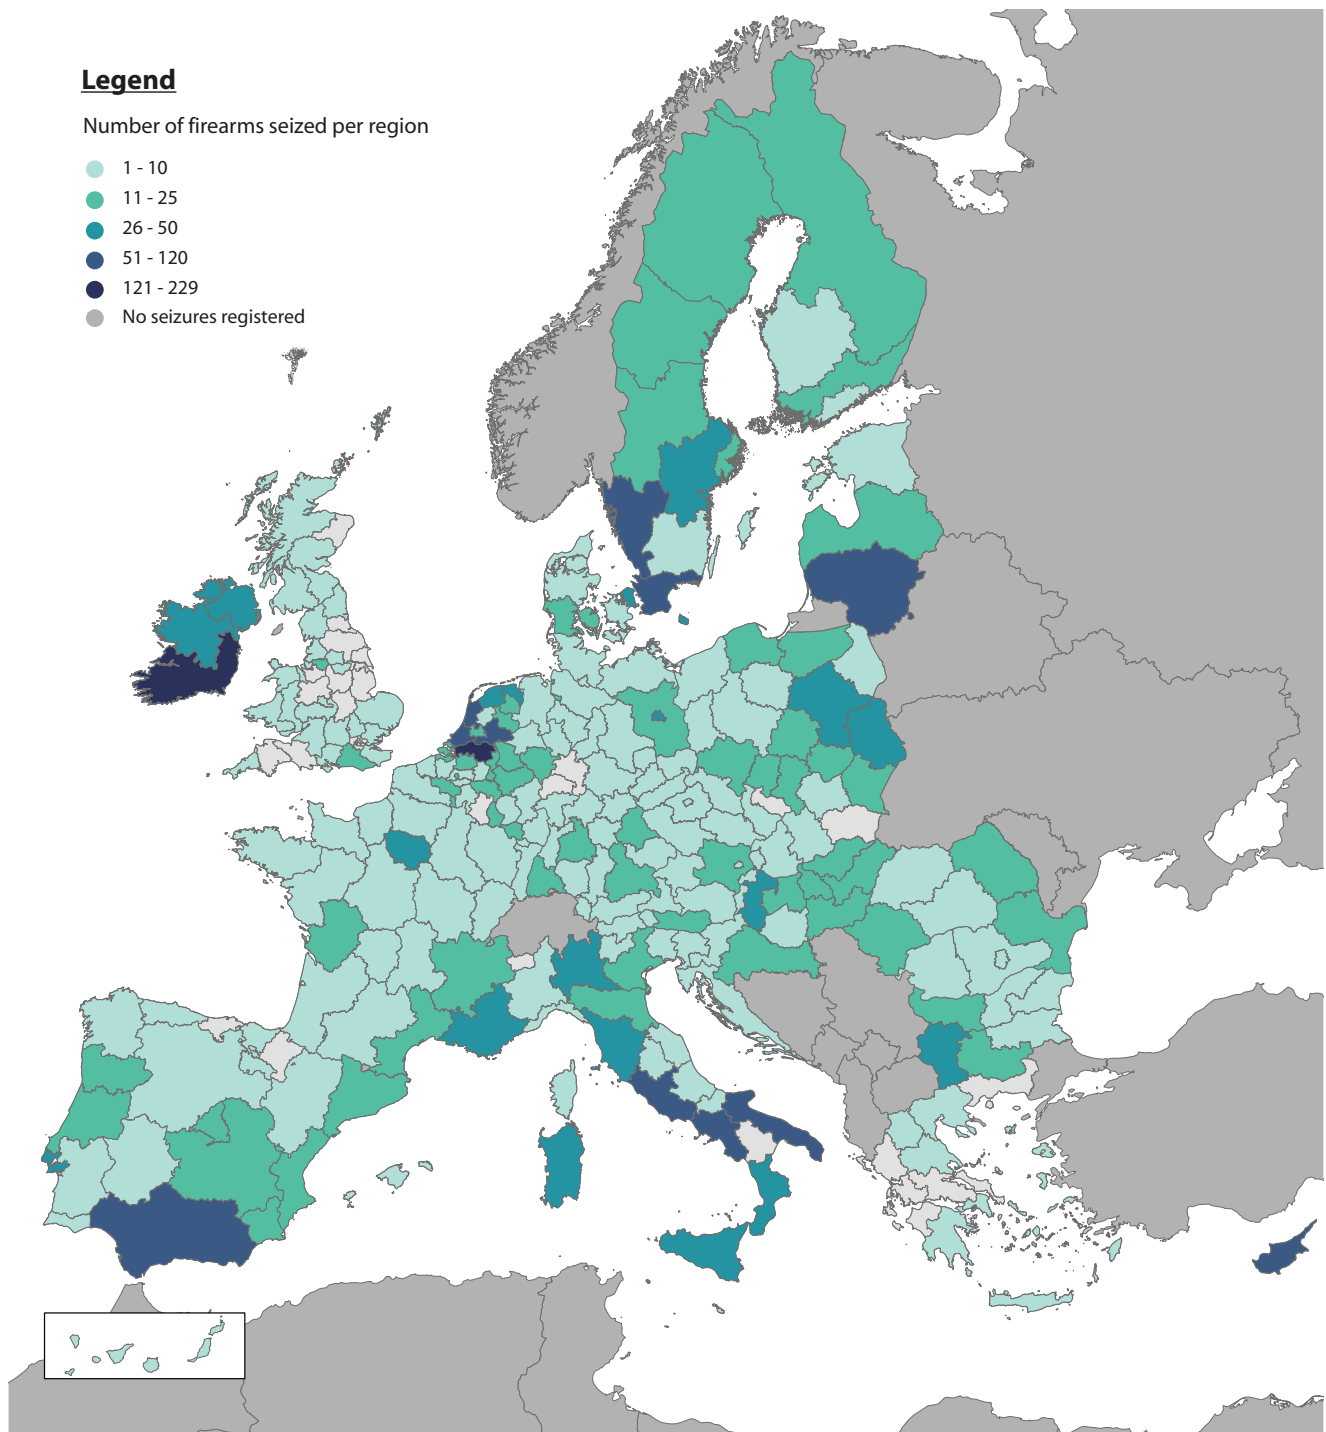 Legend
Number of firearms seized per region
1 - 10
11 - 25
26 - 50
51 - 120
121 - 229
No seizures registered